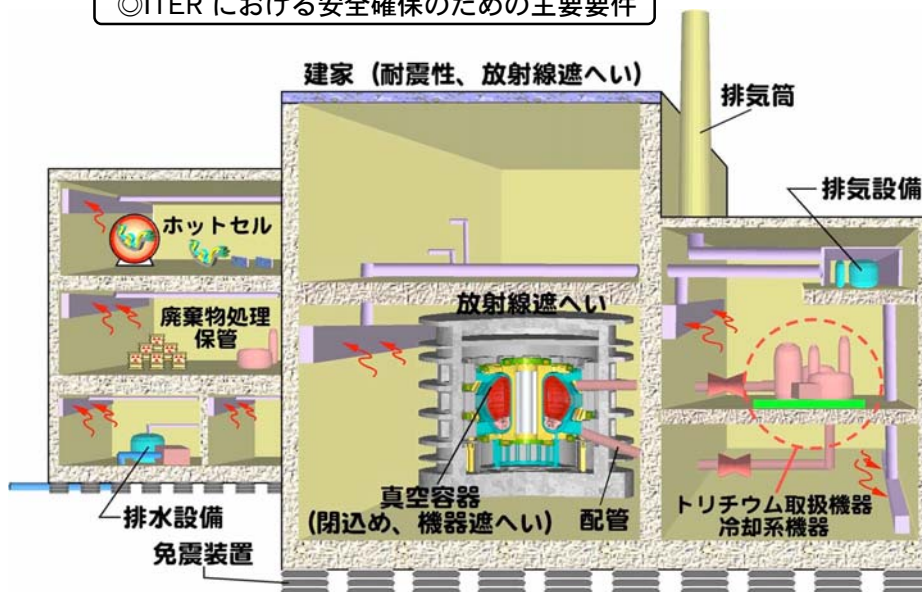 ◎ITER における安全確保のための主要要件
建家（耐震性、放射線遮へい）
排気筒
排気設備
ホットセル
廃棄物処理
保管
放射線遮へい
真空容器
(閉込め、機器遮へい)
配管
トリチウム取扱機器
冷却系機器
排水設備
免震装置